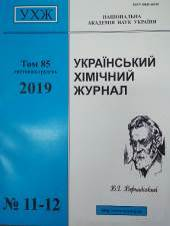 УХЖ
НАЦІОНАЛЬНА
АКАДЕМІЯ НАУК УКРАЇНИ
Том 85
2019
УКРАЇНСЬКИЙ
ХІМІЧНИЙ
ЖУРНАЛ
№ 11-12